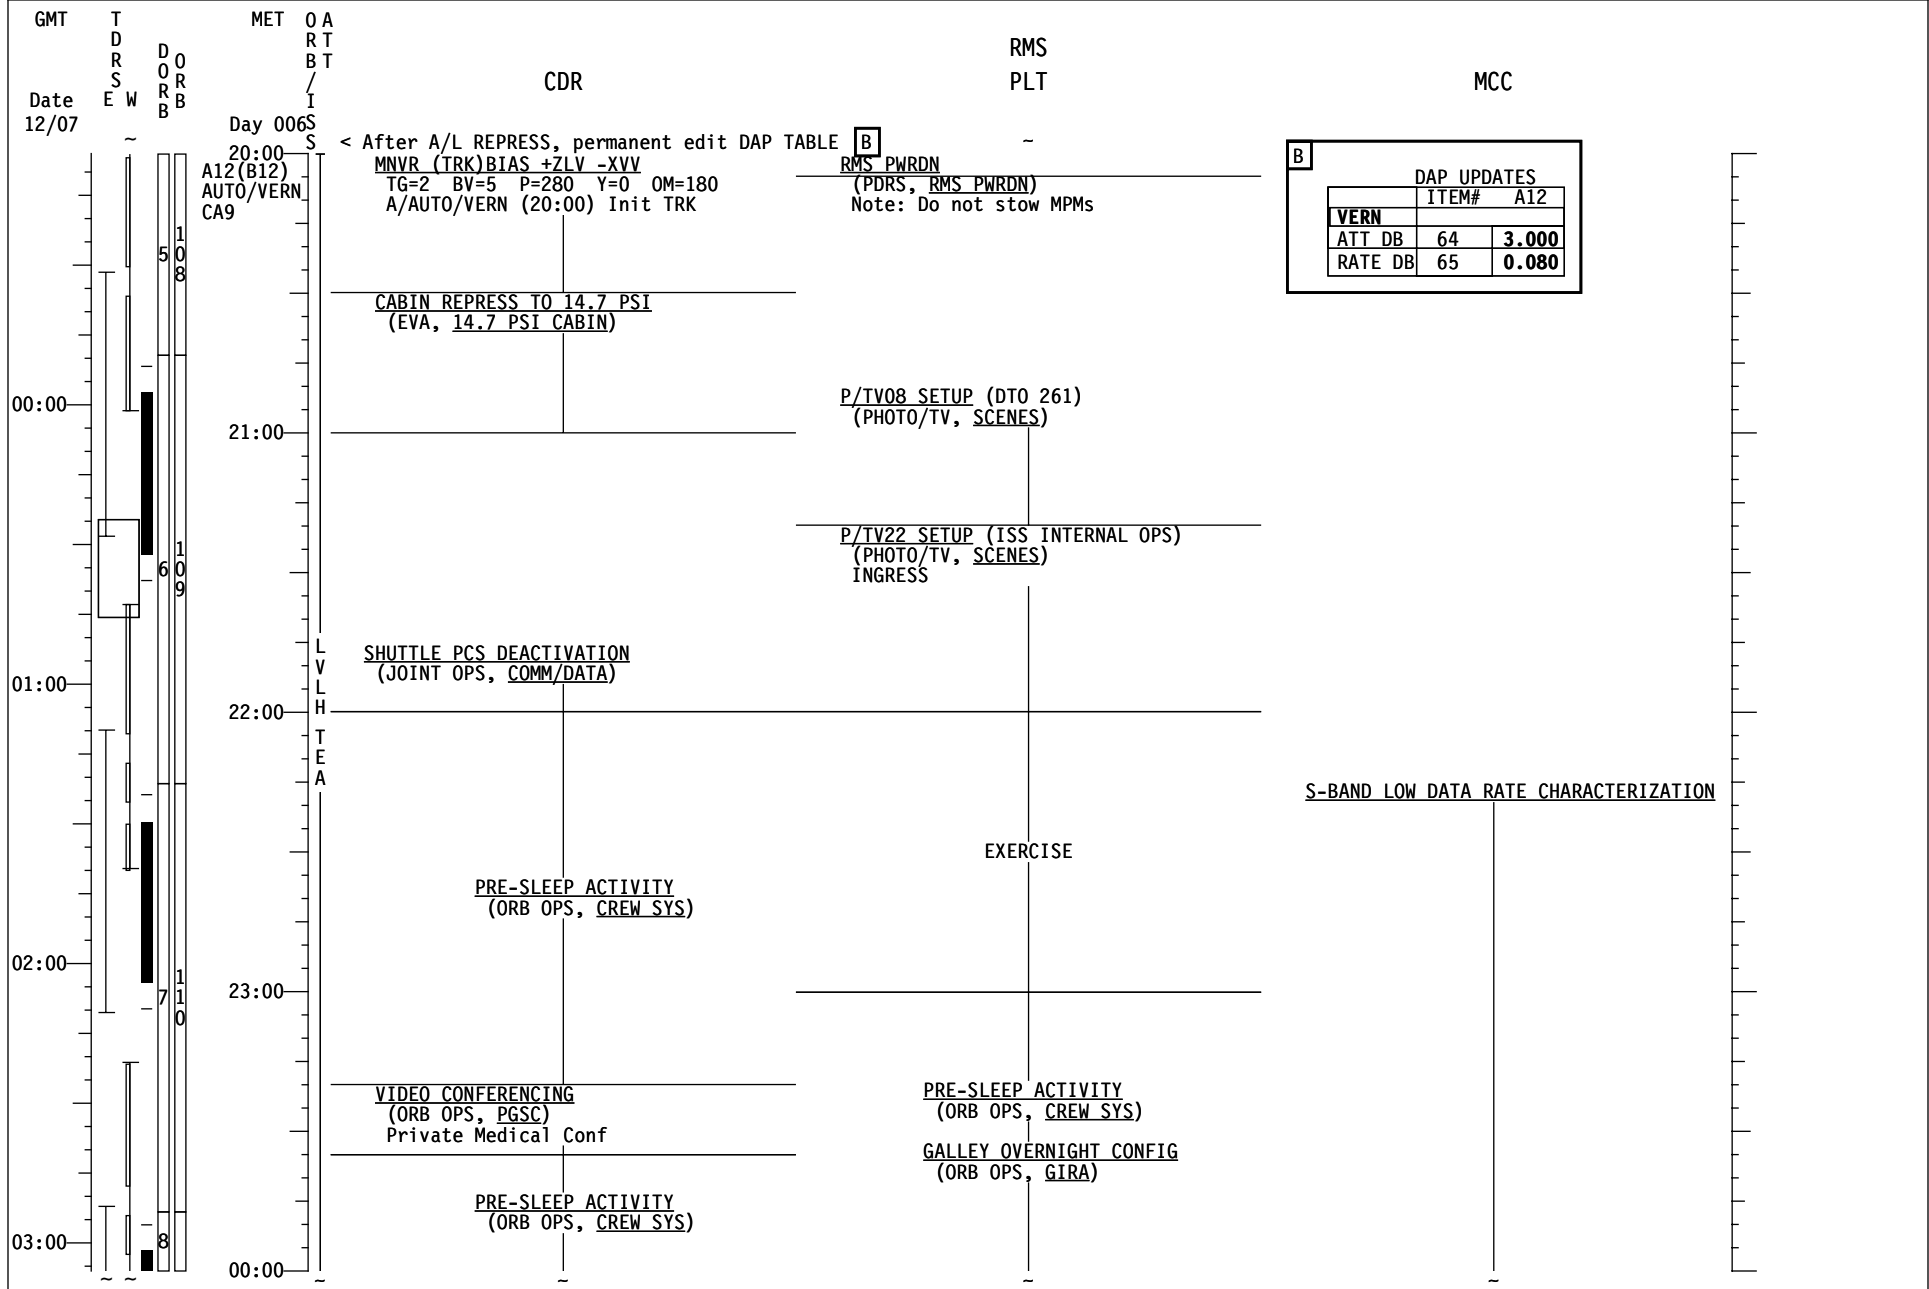 GMT TDRS DORB ORB MET ORB/ISS ATT
RMS
CDR PLT MCC
Date E W
12/07 Day 006
~
< After A/L REPRESS, permanent edit DAP TABLE B ~
20:00
A12(B12)
AUTO/VERN
CA9
MNVR (TRK)BIAS +ZLV -XVV
TG=2 BV=5 P=280 Y=0 OM=180
A/AUTO/VERN (20:00) Init TRK
RMS PWRDN
(PDRS, RMS PWRDN)
Note: Do not stow MPMs
B
DAP UPDATES
ITEM# A12
VERN
ATT DB 64 3.000
RATE DB 65 0.080
5 108
CABIN REPRESS TO 14.7 PSI
(EVA, 14.7 PSI CABIN)
P/TV08 SETUP (DTO 261)
(PHOTO/TV, SCENES)
00:00
21:00
P/TV22 SETUP (ISS INTERNAL OPS)
(PHOTO/TV, SCENES)
INGRESS
6 109
LVLH TEA
SHUTTLE PCS DEACTIVATION
(JOINT OPS, COMM/DATA)
01:00
22:00
S-BAND LOW DATA RATE CHARACTERIZATION
EXERCISE
PRE-SLEEP ACTIVITY
(ORB OPS, CREW SYS)
02:00
7 110
23:00
VIDEO CONFERENCING
(ORB OPS, PGSC)
Private Medical Conf
PRE-SLEEP ACTIVITY
(ORB OPS, CREW SYS)
GALLEY OVERNIGHT CONFIG
(ORB OPS, GIRA)
PRE-SLEEP ACTIVITY
(ORB OPS, CREW SYS)
03:00 8
00:00
~ ~ ~ ~ ~ ~